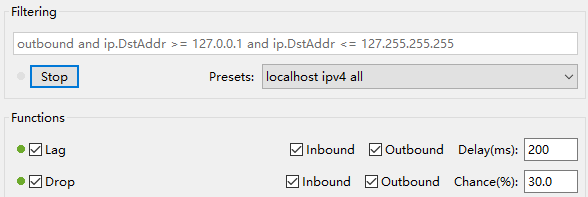 Filtering
outbound and ip.DstAddr >= 127.0.0.1 and ip.DstAddr <= 127.255.255.255
Stop Presets: localhost ipv4 all
Functions
Lag Inbound Outbound Delay(ms): 200
Drop Inbound Outbound Chance(%): 30.0